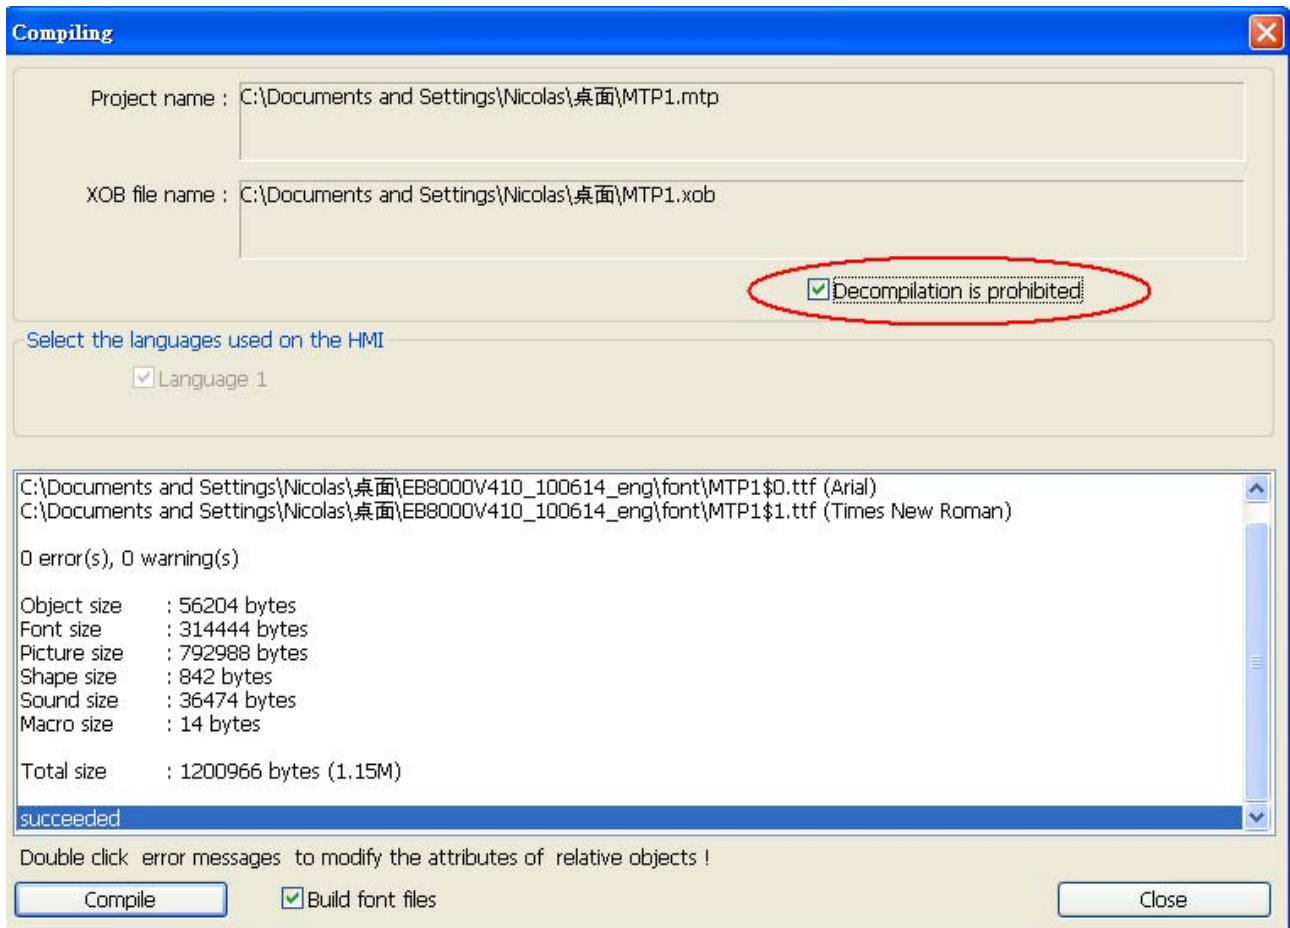 Compiling
Project name : C:\Documents and Settings\Nicolas\桌面\MTP1.mtp
XOB file name : C:\Documents and Settings\Nicolas\桌面\MTP1.xob
Decompilation is prohibited
Select the languages used on the HMI
Language 1
C:\Documents and Settings\Nicolas\桌面\EB8000V410_100614_eng\font\MTP1$0.ttf (Arial)
C:\Documents and Settings\Nicolas\桌面\EB8000V410_100614_eng\font\MTP1$1.ttf (Times New Roman)
0 error(s), 0 warning(s)
Object size : 56204 bytes
Font size : 314444 bytes
Picture size : 792988 bytes
Shape size : 842 bytes
Sound size : 36474 bytes
Macro size : 14 bytes
Total size : 1200966 bytes (1.15M)
succeeded
Double click error messages to modify the attributes of relative objects !
Compile Build font files Close